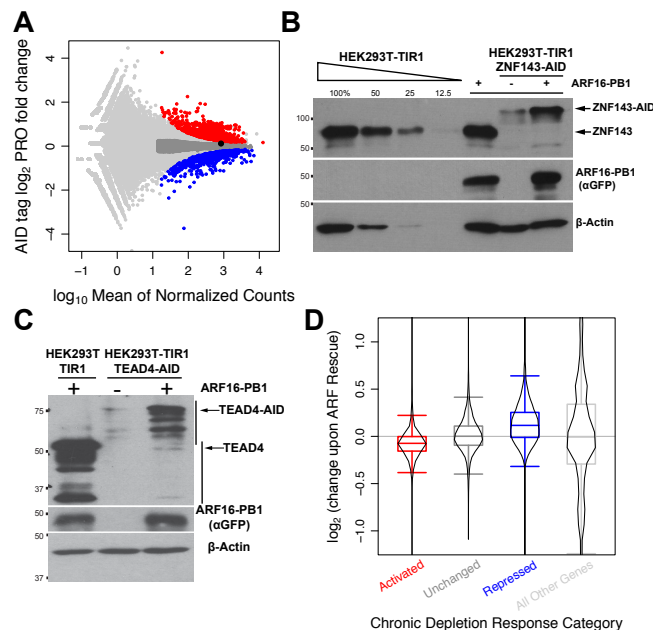 A
AID tag log2 PRO fold change
4
2
0
−2
−4
−1
0
1
2
3
4
log10 Mean of Normalized Counts
B
HEK293T-TIR1
HEK293T-TIR1
ZNF143-AID
100%
50
25
12.5
+
-
+
ARF16-PB1
100
75
50
50
ZNF143-AID
ZNF143
ARF16-PB1
(αGFP)
β-Actin
C
HEK293T
TIR1
HEK293T-TIR1
TEAD4-AID
+
-
+
ARF16-PB1
75
50
37
50
50
37
TEAD4-AID
TEAD4
ARF16-PB1
(αGFP)
β-Actin
D
log2 (change upon ARF Rescue)
1.0
0.5
0.0
−0.5
−1.0
Activated
Unchanged
Repressed
All Other Genes
Chronic Depletion Response Category